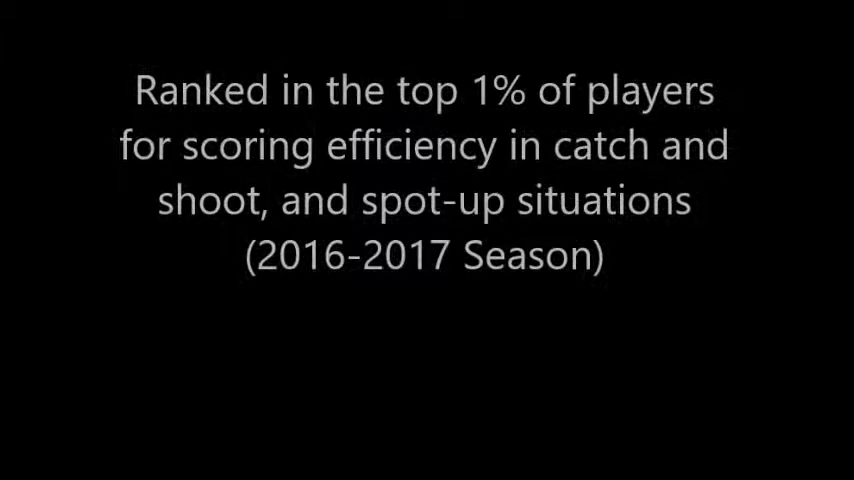 Ranked in the top 1% of players
for scoring efficiency in catch and
shoot, and spot-up situations
(2016-2017 Season)